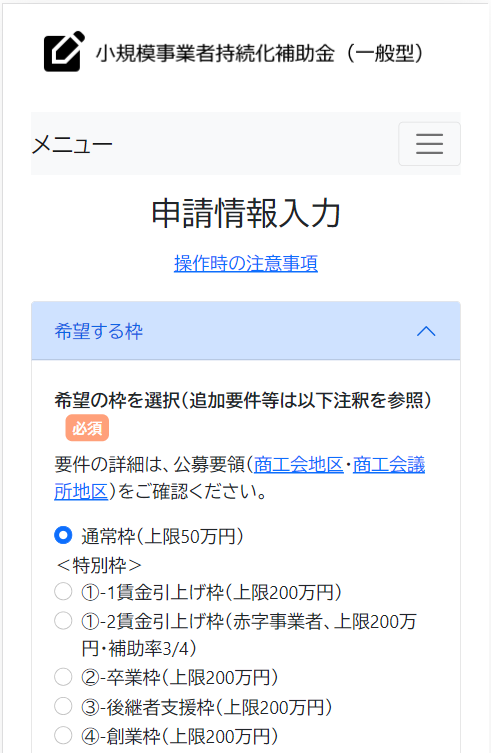 小規模事業者持続化補助金（一般型）
メニュー
申請情報入力
操作時の注意事項
希望する枠
希望の枠を選択（追加要件等は以下注釈を参照）
必須
要件の詳細は、公募要領（商工会地区・商工会議
所地区）をご確認ください。
通常枠（上限50万円）
＜特別枠＞
①-1賃金引上げ枠（上限200万円）
①-2賃金引上げ枠（赤字事業者、上限200万
円・補助率3/4）
②-卒業枠（上限200万円）
③-後継者支援枠（上限200万円）
④-創業枠（上限200万円）